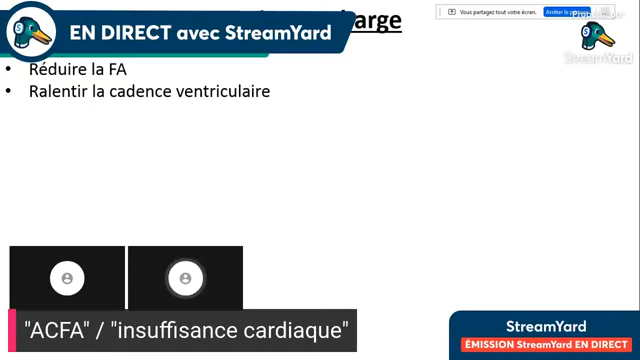 EN DIRECT avec StreamYard
arge
Vous partagez tout votre écran.
StreamYard
• Réduire la FA
• Ralentir la cadence ventriculaire
"ACFA" / "insuffisance cardiaque"
StreamYard
ÉMISSION StreamYard EN DIRECT